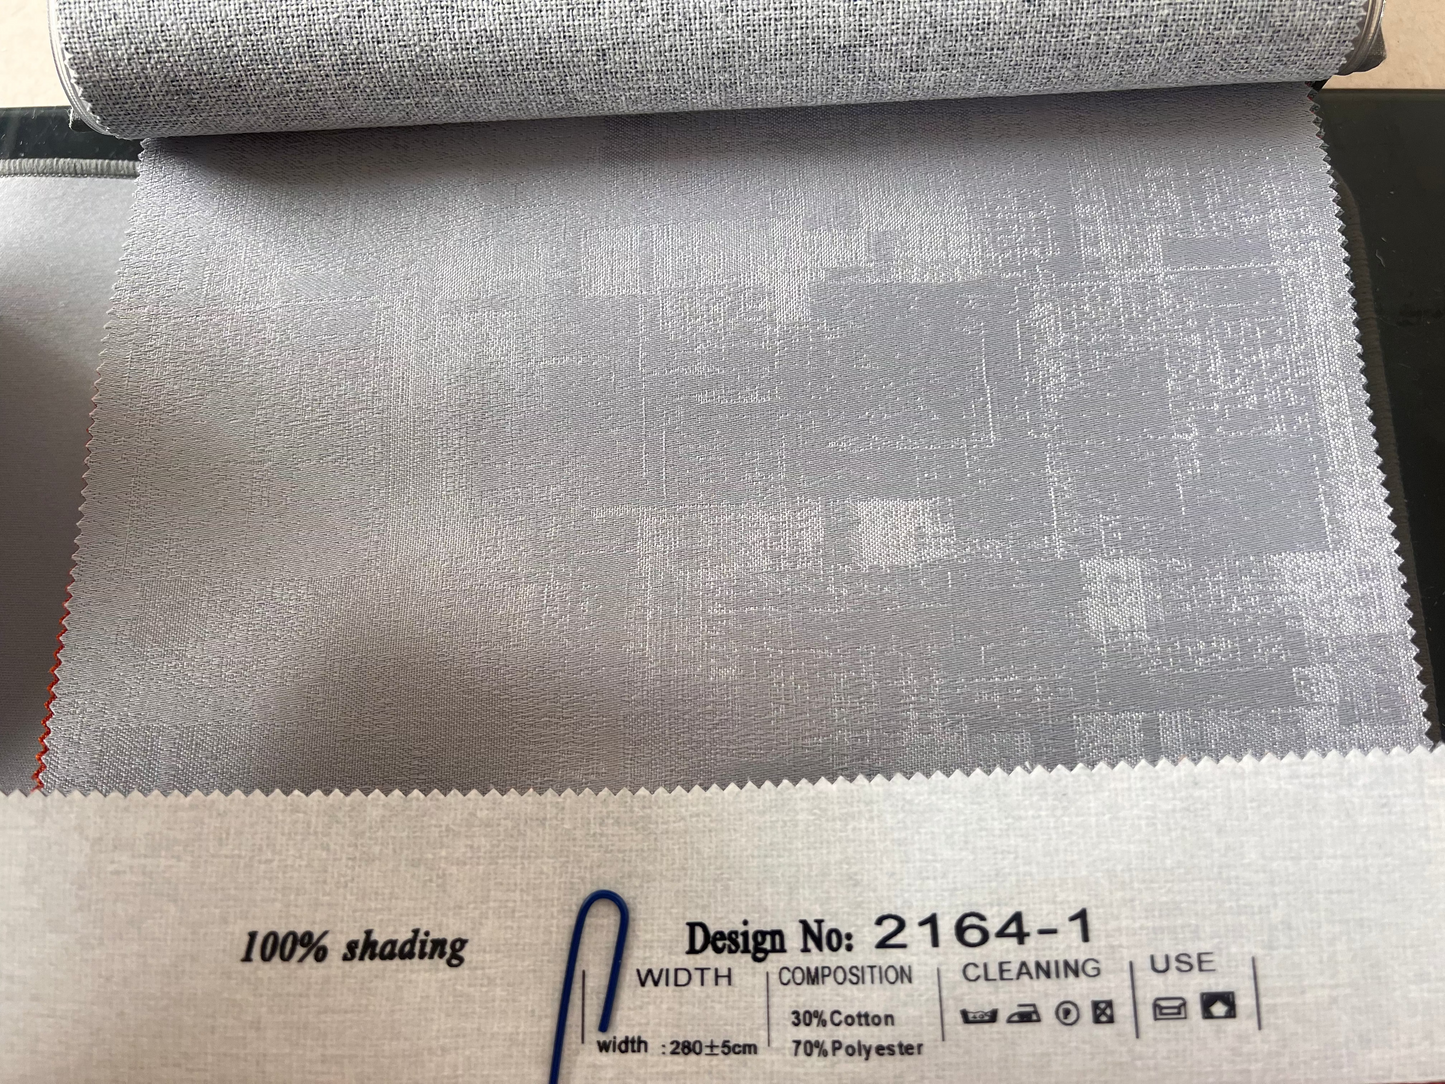 100% shading
Design No: 2164-1
WIDTH COMPOSITION CLEANING USE
30%Cotton
width :280±5cm 70%Polyester